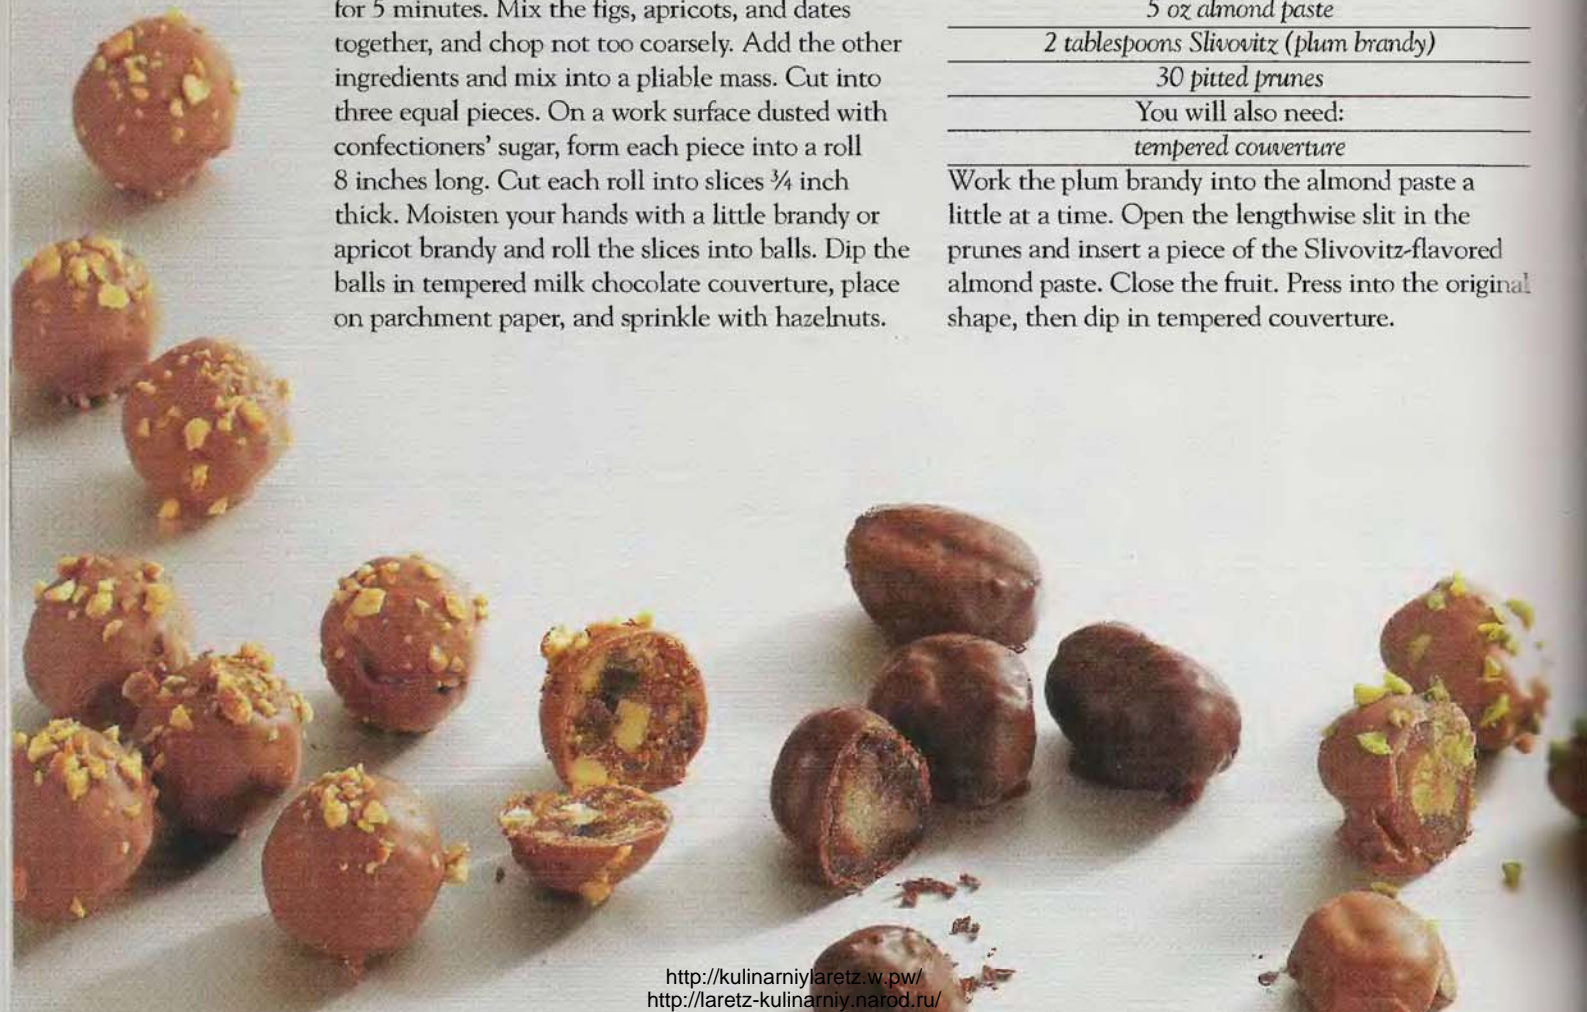 for 5 minutes. Mix the figs, apricots, and dates
together, and chop not too coarsely. Add the other
ingredients and mix into a pliable mass. Cut into
three equal pieces. On a work surface dusted with
confectioners' sugar, form each piece into a roll
8 inches long. Cut each roll into slices ¾ inch
thick. Moisten your hands with a little brandy or
apricot brandy and roll the slices into balls. Dip the
balls in tempered milk chocolate couverture, place
on parchment paper, and sprinkle with hazelnuts.
5 oz almond paste
2 tablespoons Slivovitz (plum brandy)
30 pitted prunes
You will also need:
tempered couverture
Work the plum brandy into the almond paste a
little at a time. Open the lengthwise slit in the
prunes and insert a piece of the Slivovitz-flavored
almond paste. Close the fruit. Press into the original
shape, then dip in tempered couverture.
http://kulinarniylaretz.w.pw/
http://laretz-kulinarniy.narod.ru/